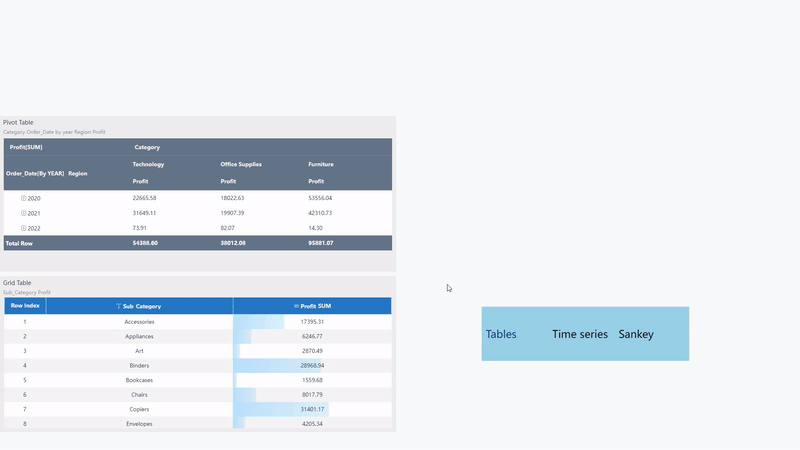 Pivot Table
Category Order_Date by-year Region Profit
Profit[SUM] Category
Technology Office Supplies Furniture
Order_Date[By YEAR] Region
Profit Profit Profit
2020 22665.58 18022.63 53556.04
2021 31649.11 19907.39 42310.73
2022 73.91 82.07 14.30
Total Row 54388.60 38012.08 95881.07
Grid Table
Sub_Category Profit
Row Index Sub Category Profit SUM
1 Accessories 17395.31
2 Appliances 6246.77
3 Art 2870.49
4 Binders 28968.94
5 Bookcases 1559.68
6 Chairs 8017.79
7 Copiers 31401.17
8 Envelopes 4205.34
Tables Time series Sankey